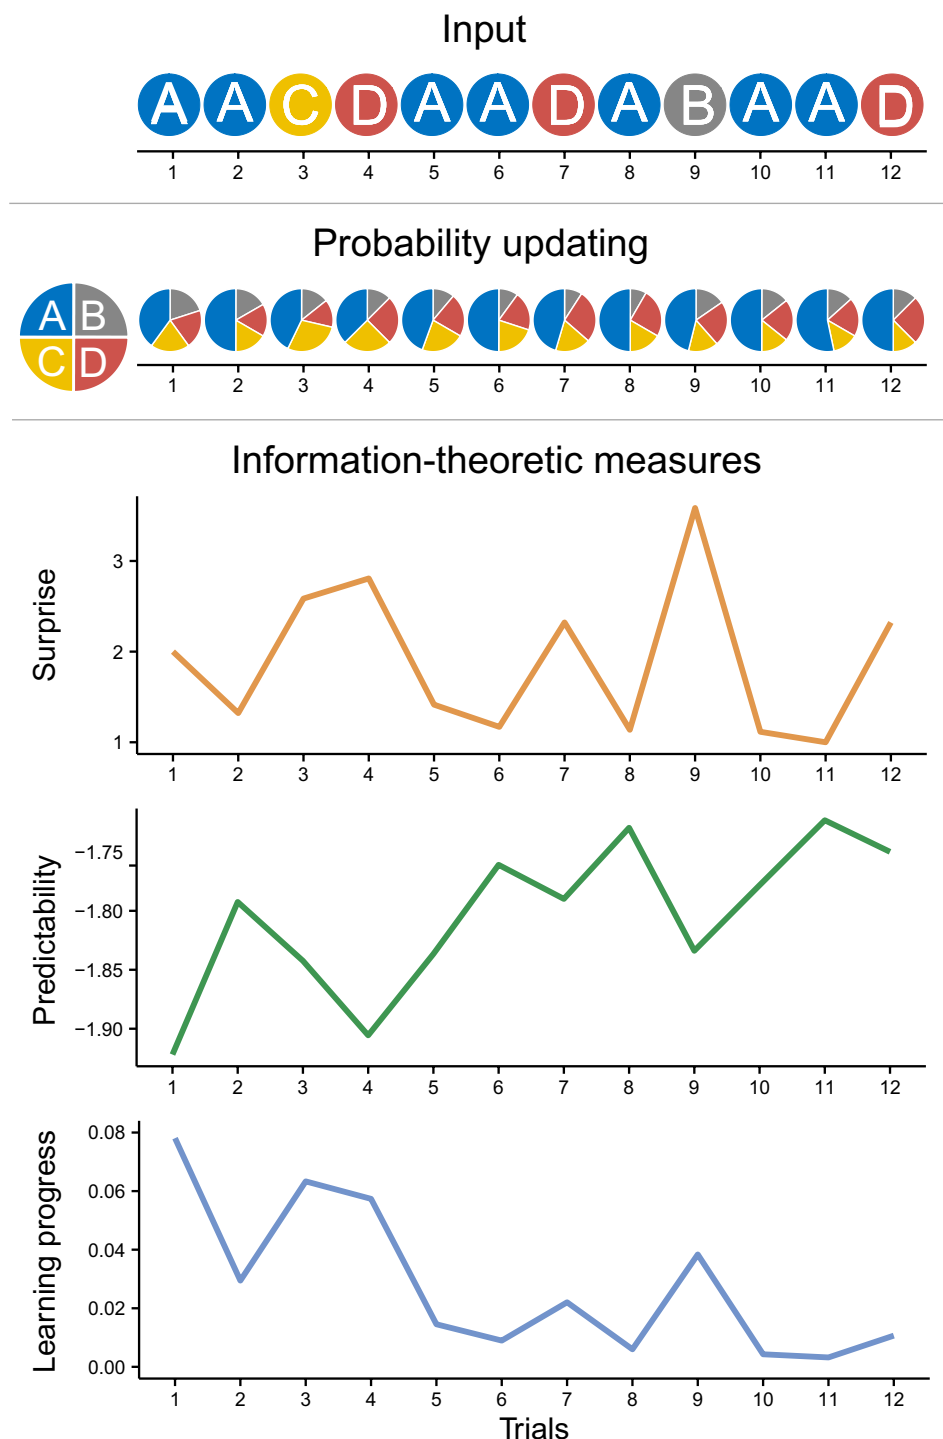 Input
A A C D A A D A B A A D
1 2 3 4 5 6 7 8 9 10 11 12
Probability updating
A B
C D
1 2 3 4 5 6 7 8 9 10 11 12
Information-theoretic measures
Surprise
3
2
1
1 2 3 4 5 6 7 8 9 10 11 12
Predictability
−1.75
−1.80
−1.85
−1.90
1 2 3 4 5 6 7 8 9 10 11 12
Learning progress
0.08
0.06
0.04
0.02
0.00
1 2 3 4 5 6 7 8 9 10 11 12
Trials